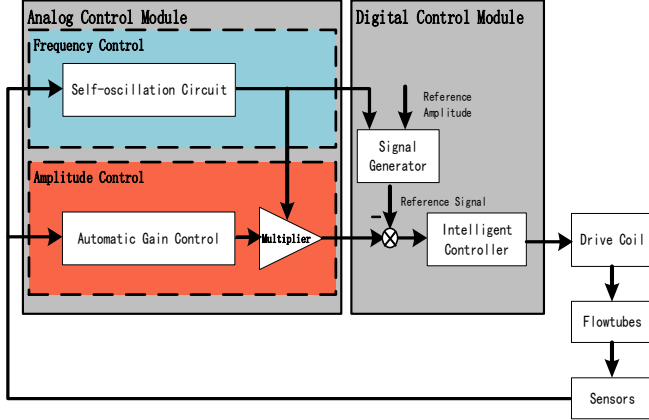 Analog Control Module
Digital Control Module
Frequency Control
Self-oscillation Circuit
Reference
Amplitude
Signal
Generator
Amplitude Control
Reference Signal
Automatic Gain Control
Multiplier
Intelligent
Controller
Drive Coil
Flowtubes
Sensors